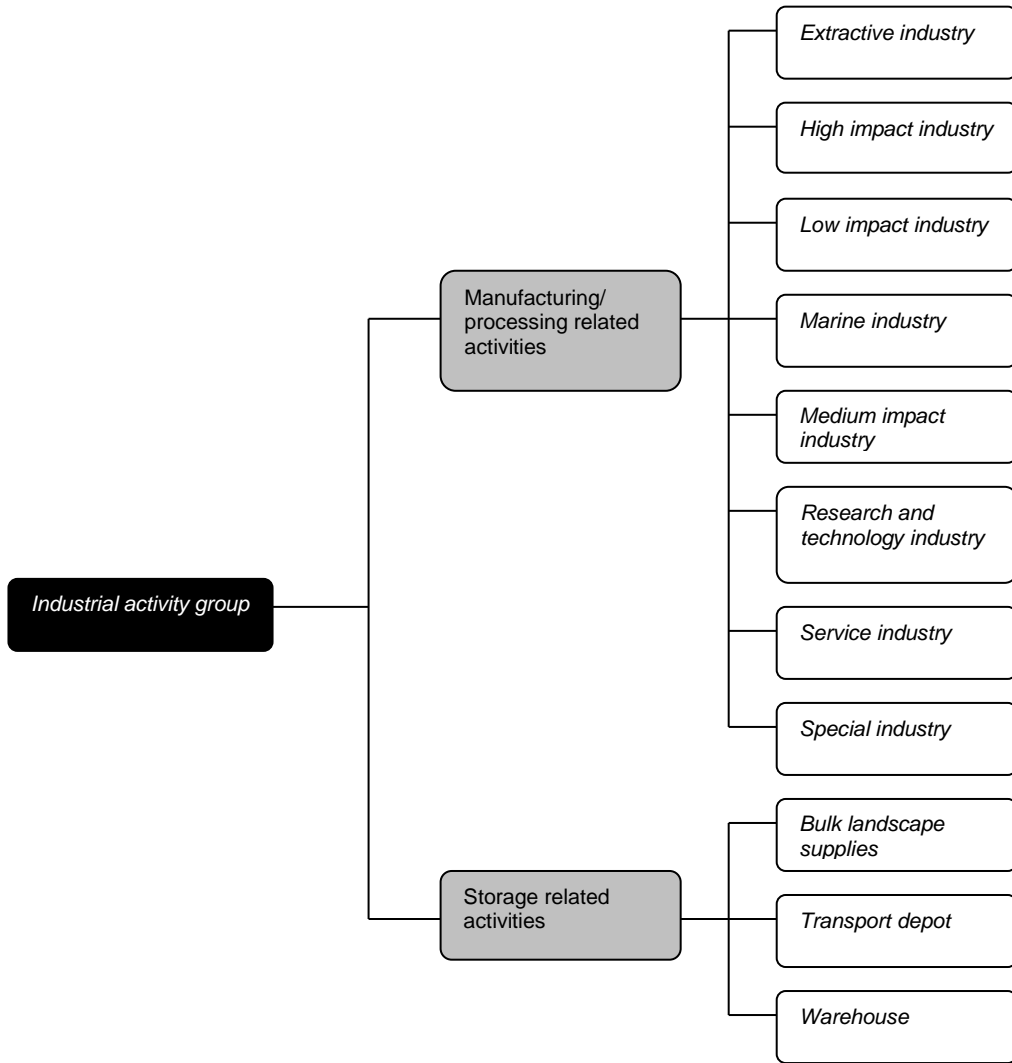 Industrial activity group
Manufacturing/
processing related
activities
Extractive industry
High impact industry
Low impact industry
Marine industry
Medium impact
industry
Research and
technology industry
Service industry
Special industry
Storage related
activities
Bulk landscape
supplies
Transport depot
Warehouse